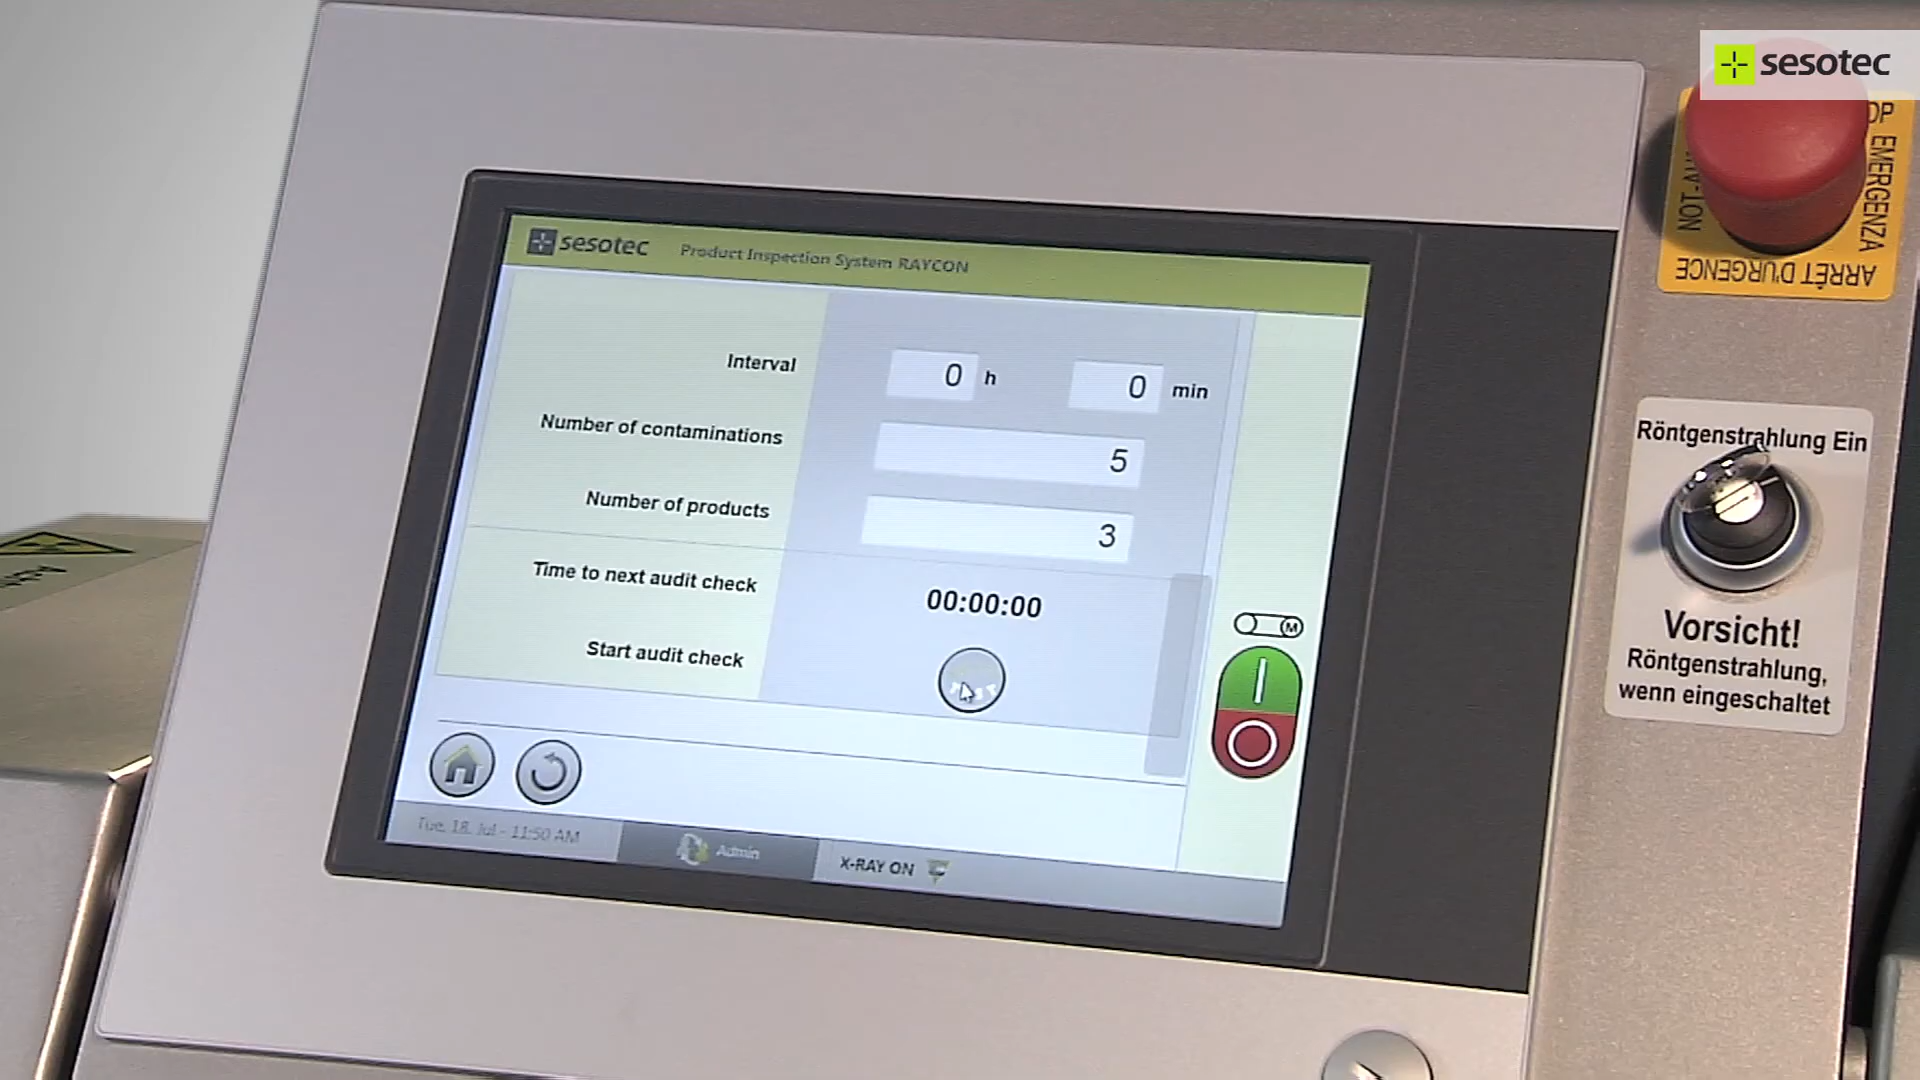 sesotec
OP EMERGENZA
NOT-AU
ARRÊT D'URGENCE
sesotec Product Inspection System RAYCON
Interval 0 h 0 min
Number of contaminations 5
Number of products 3
Time to next audit check 00:00:00
Start audit check
M
Tue, 18. Jul - 11:50 AM Admin X-RAY ON
Röntgenstrahlung Ein
Vorsicht!
Röntgenstrahlung,
wenn eingeschaltet